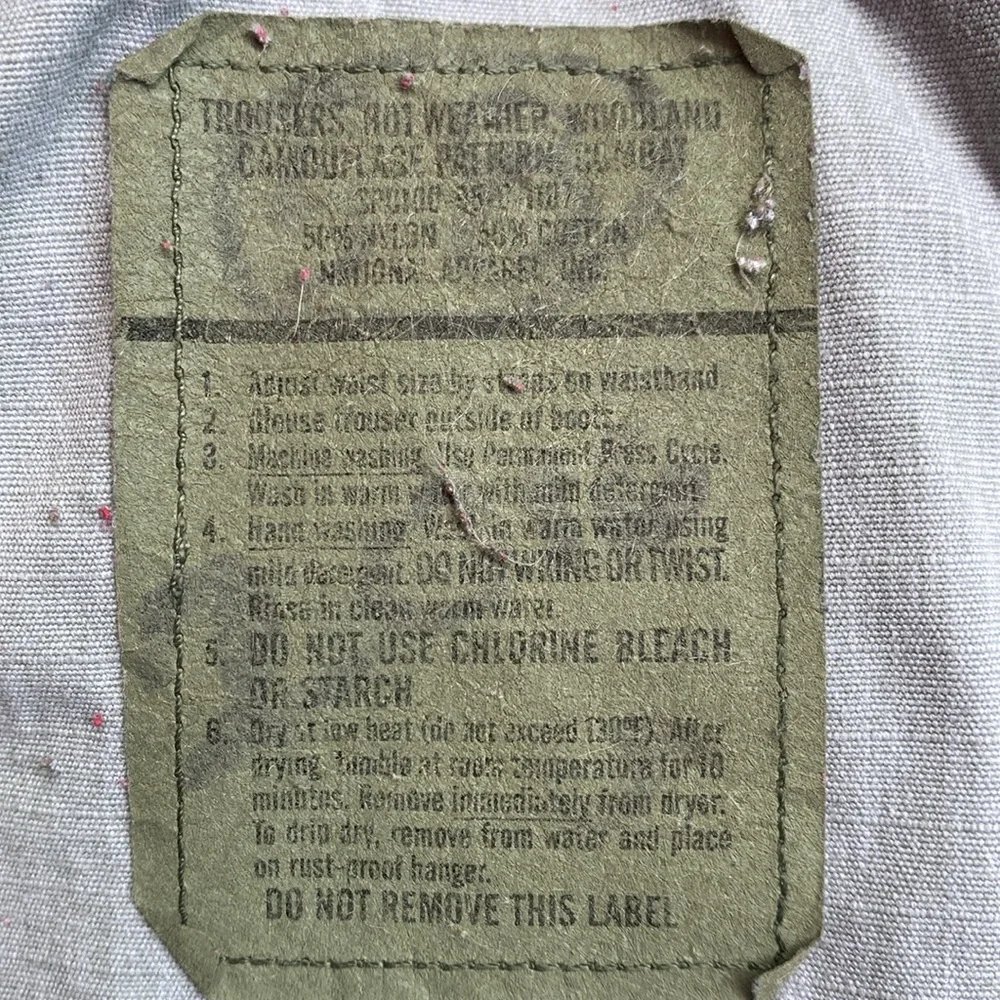 TROUSERS, HOT WEATHER, WOODLAND
CAMOUFLAGE PATTERN, COMBAT
50% NYLON 50% COTTON
NATIONAL APPAREL, INC.
1. Adjust waist size by straps on waistband.
2. Blouse trouser outside of boots.
3. Machine washing. Use Permanent Press Cycle.
Wash in warm water with mild detergent.
4. Hand washing. Wash in warm water using
mild detergent. DO NOT WRING OR TWIST.
Rinse in clean warm water.
5. DO NOT USE CHLORINE BLEACH
OR STARCH.
6. Dry at low heat (do not exceed 130°F). After
drying, tumble at room temperature for 10
minutes. Remove immediately from dryer.
To drip dry, remove from water and place
on rust-proof hanger.
DO NOT REMOVE THIS LABEL